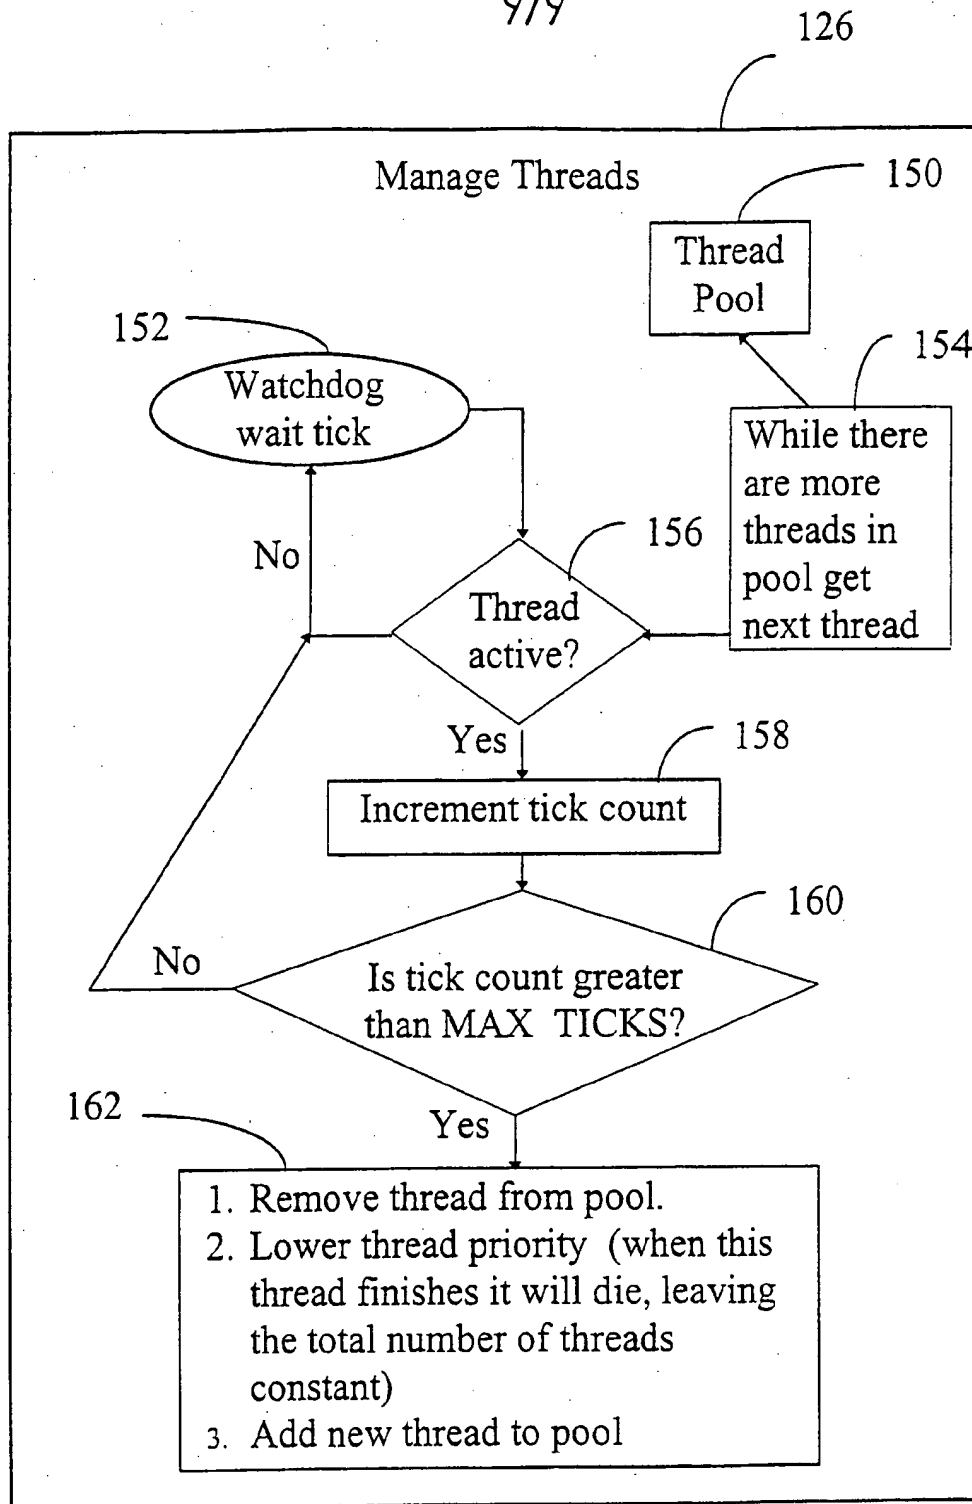 9/9
126
Manage Threads
150
Thread
Pool
152
154
Watchdog
wait tick
While there
are more
threads in
pool get
next thread
No
156
Thread
active?
Yes
158
Increment tick count
160
No
Is tick count greater
than MAX TICKS?
162
Yes
1. Remove thread from pool.
2. Lower thread priority (when this
thread finishes it will die, leaving
the total number of threads
constant)
3. Add new thread to pool